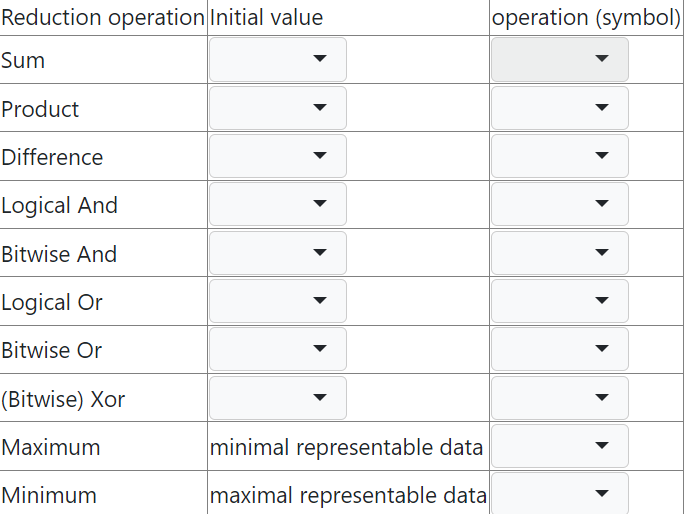 Reduction operation Initial value operation (symbol)
Sum
Product
Difference
Logical And
Bitwise And
Logical Or
Bitwise Or
(Bitwise) Xor
Maximum minimal representable data
Minimum maximal representable data